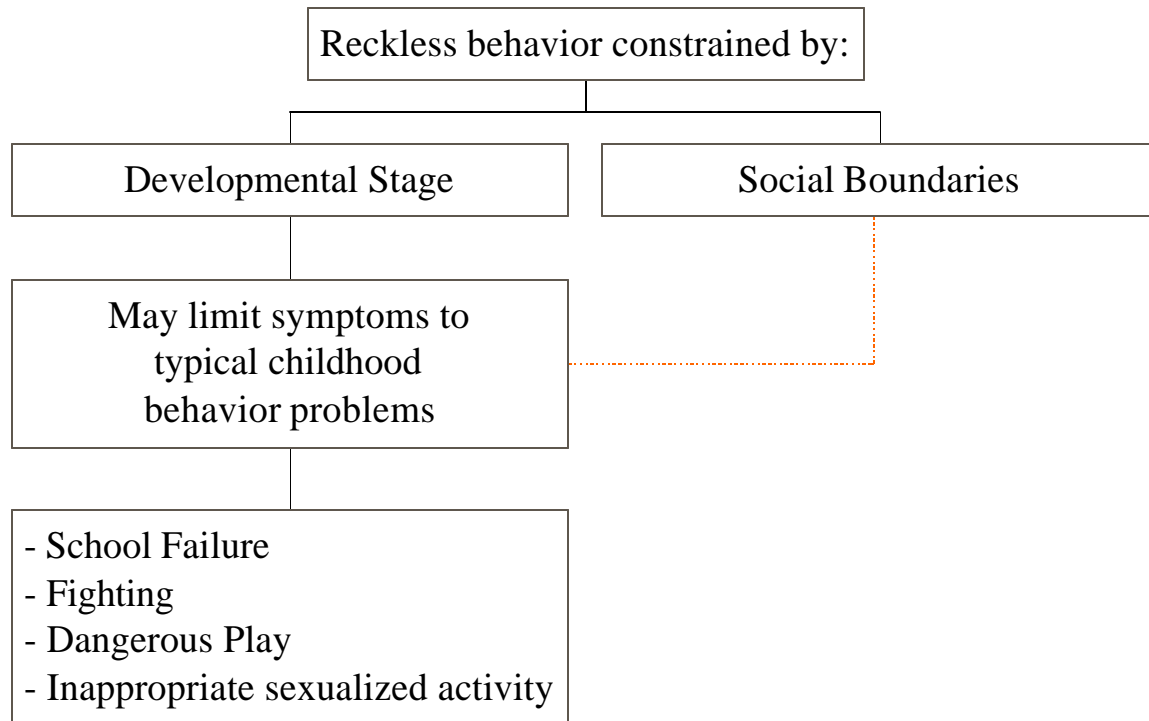 Reckless behavior constrained by:
Developmental Stage
Social Boundaries
May limit symptoms to
typical childhood
behavior problems
- School Failure
- Fighting
- Dangerous Play
- Inappropriate sexualized activity